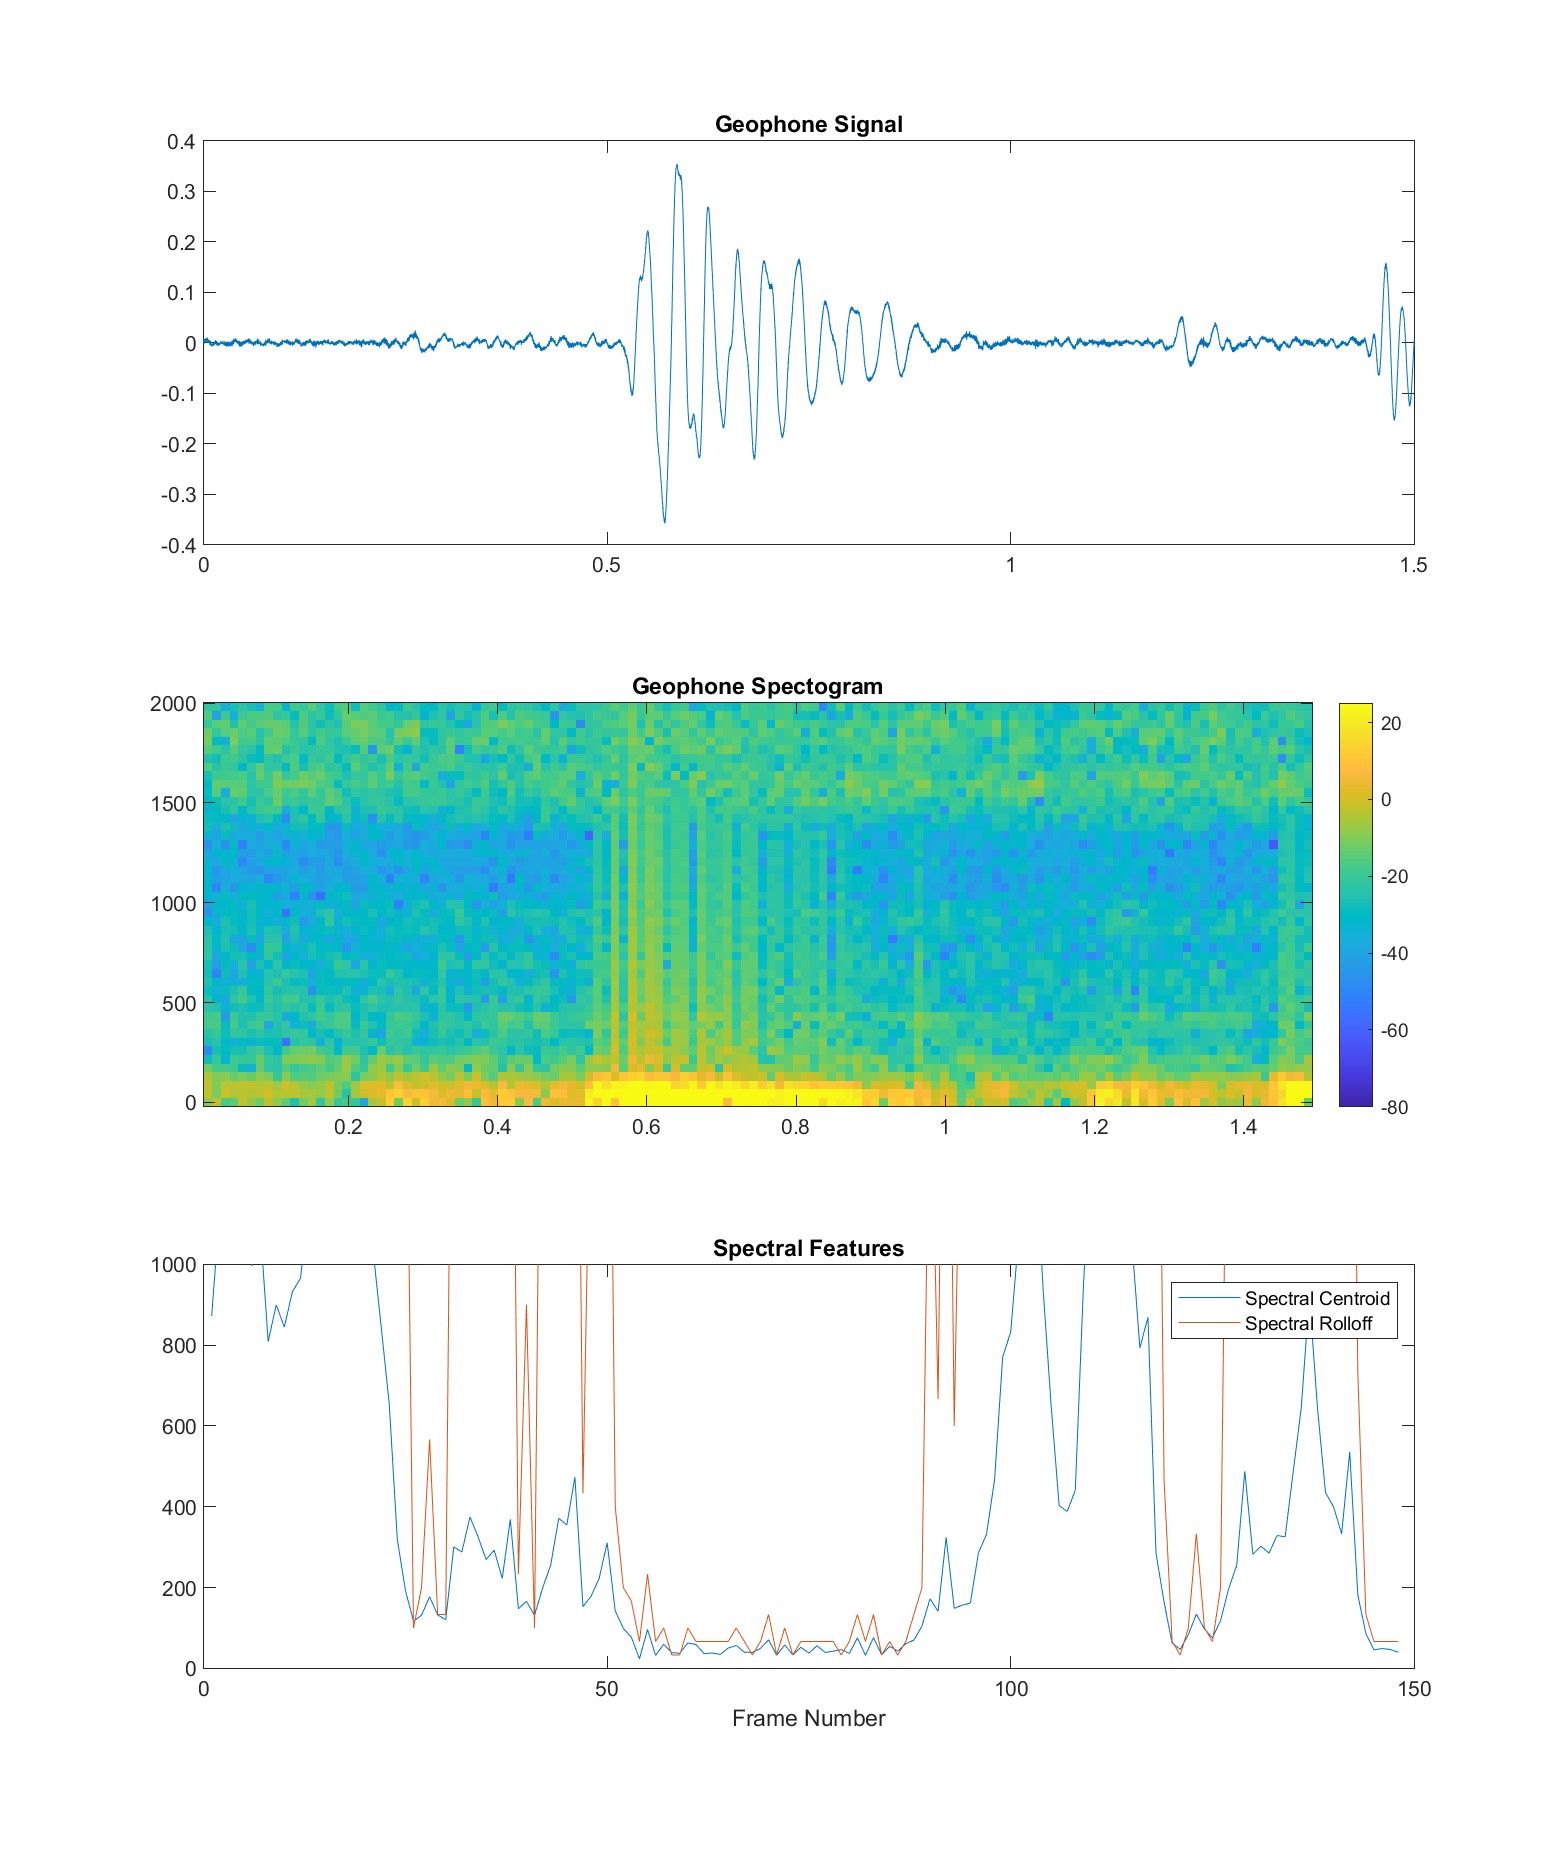 Geophone Signal
0.4
0.3
0.2
0.1
0
-0.1
-0.2
-0.3
-0.4
0 0.5 1 1.5
Geophone Spectogram
2000
1500
1000
500
0
0.2 0.4 0.6 0.8 1 1.2 1.4
20
0
-20
-40
-60
-80
Spectral Features
1000
800
600
400
200
0
Spectral Centroid
Spectral Rolloff
0 50 100 150
Frame Number